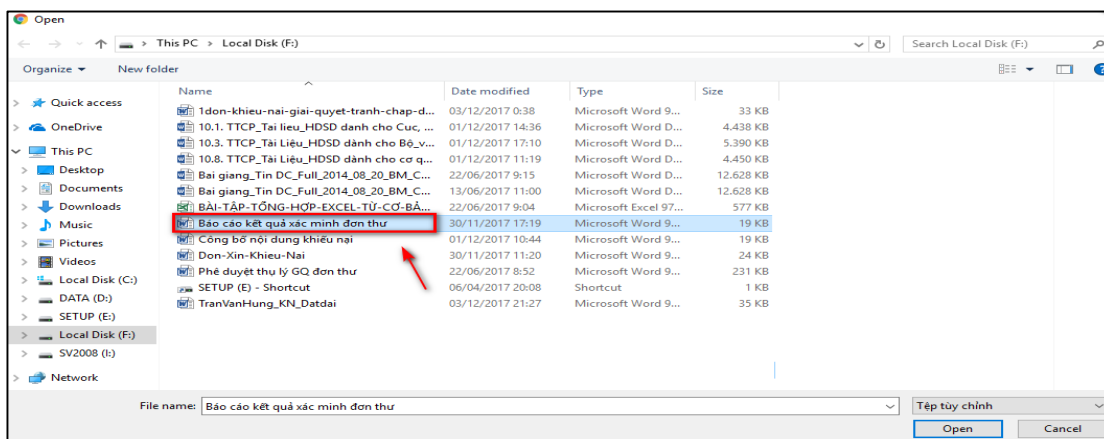 Open
This PC > Local Disk (F:)
Search Local Disk (F:)
Organize
New folder
Name Date modified Type Size
Quick access
OneDrive
This PC
Desktop
Documents
Downloads
Music
Pictures
Videos
Local Disk (C:)
DATA (D:)
SETUP (E:)
Local Disk (F:)
SV2008 (I:)
Network
1don-khieu-nai-giai-quyet-tranh-chap-d... 03/12/2017 0:38 Microsoft Word 9... 33 KB
10.1. TTCP_Tai lieu_HDSD danh cho Cuc, ... 01/12/2017 14:36 Microsoft Word D... 4.438 KB
10.3. TTCP_Tài Liệu_HDSD dành cho Bộ_v... 01/12/2017 17:10 Microsoft Word D... 5.390 KB
10.8. TTCP_Tài Liệu_HDSD dành cho cơ q... 01/12/2017 11:19 Microsoft Word D... 4.450 KB
Bai giang_Tin DC_Full_2014_08_20_BM_C... 22/06/2017 9:15 Microsoft Word D... 12.628 KB
Bai giang_Tin DC_Full_2014_08_20_BM_C... 13/06/2017 11:00 Microsoft Word D... 12.628 KB
BÀI-TẬP-TỔNG-HỢP-EXCEL-TỪ-CƠ-BẢ... 22/06/2017 9:04 Microsoft Excel 97... 577 KB
Báo cáo kết quả xác minh đơn thư 30/11/2017 17:19 Microsoft Word 9... 19 KB
Công bố nội dung khiếu nại 01/12/2017 10:44 Microsoft Word 9... 19 KB
Don-Xin-Khieu-Nai 30/11/2017 11:20 Microsoft Word 9... 24 KB
Phê duyệt thụ lý GQ đơn thư 22/06/2017 8:52 Microsoft Word 9... 231 KB
SETUP (E) - Shortcut 06/04/2017 20:08 Shortcut 1 KB
TranVanHung_KN_Datdai 03/12/2017 21:27 Microsoft Word 9... 35 KB
File name: Báo cáo kết quả xác minh đơn thư
Tệp tùy chỉnh
Open Cancel